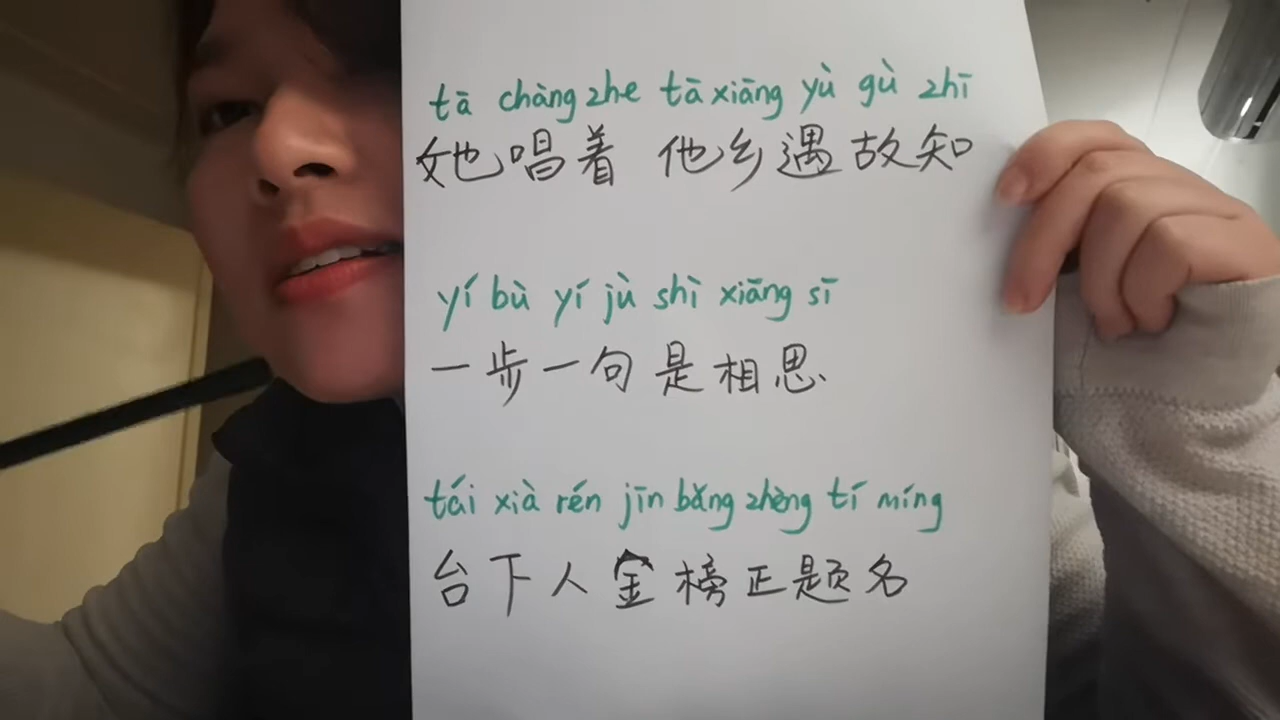 tā chàng zhe tā xiāng yù gù zhī
她唱着 他乡遇故知
yí bù yí jù shì xiāng sī
一步一句是相思
tái xià rén jīn bǎng zhèng tí míng
台下人金榜正题名